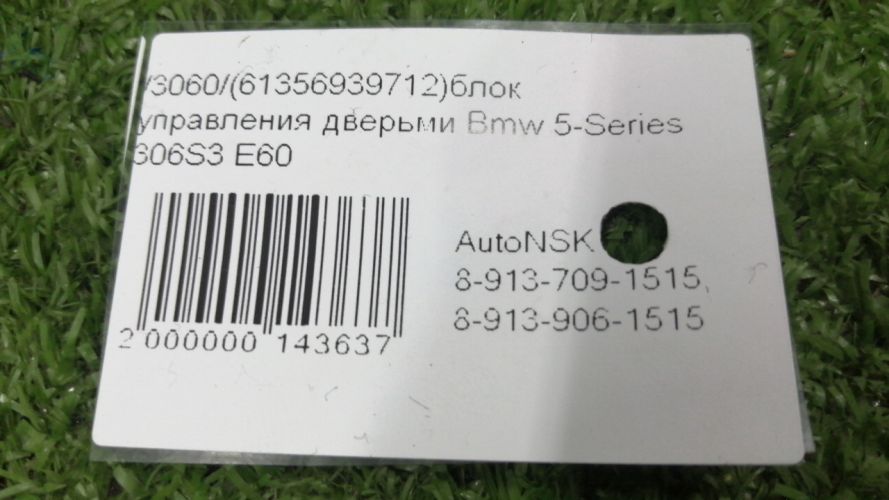 /3060/(61356939712)блок
управления дверьми Bmw 5-Series
306S3 E60
AutoNSK
8-913-709-1515,
8-913-906-1515
2 000000 143637